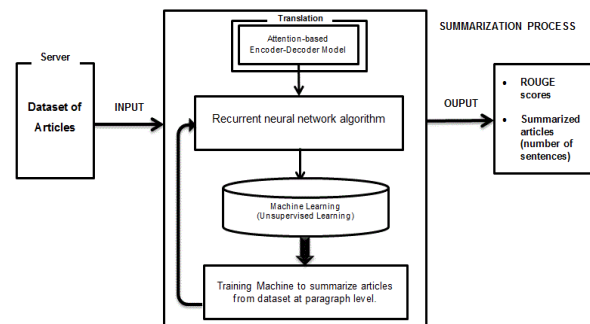 Translation
Attention-based
Encoder-Decoder Model
SUMMARIZATION PROCESS
Server
Dataset of
Articles
INPUT
Recurrent neural network algorithm
OUPUT
• ROUGE
scores
• Summarized
articles
(number of
sentences)
Machine Learning
(Unsupervised Learning)
Training Machine to summarize articles
from dataset at paragraph level.